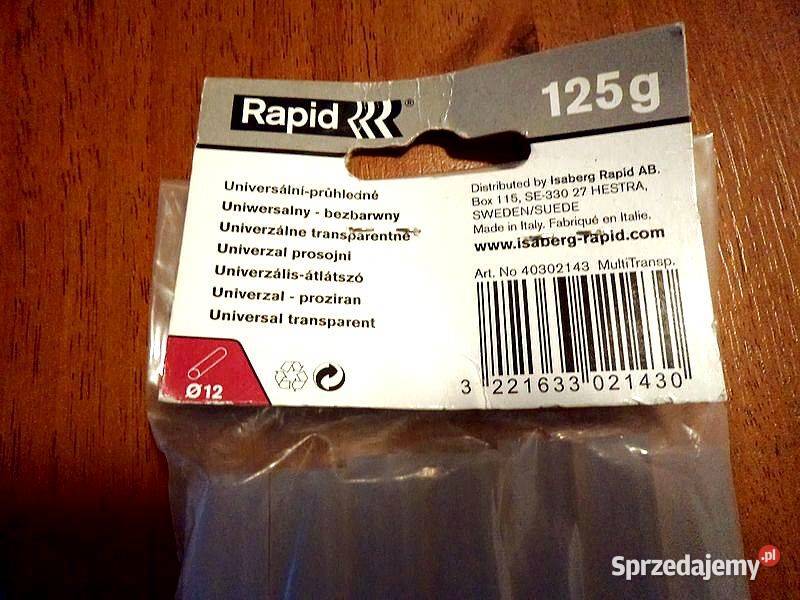 Rapid ®
125g
Universální-průhledné
Uniwersalny - bezbarwny
Univerzálne transparentné
Univerzal prosojni
Univerzális-átlátszó
Univerzal - proziran
Universal transparent
Ø12
Distributed by Isaberg Rapid AB.
Box 115, SE-330 27 HESTRA,
SWEDEN/SUEDE
Made in Italy. Fabriqué en Italie.
www.isaberg-rapid.com
Art. No 40302143 MultiTransp.
3 221633 021430
Sprzedajemy.pl